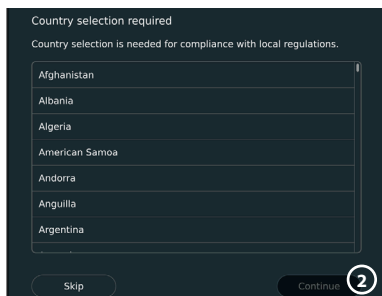 Country selection required
Country selection is needed for compliance with local regulations.
Afghanistan
Albania
Algeria
American Samoa
Andorra
Anguilla
Argentina
Skip
Continue
2